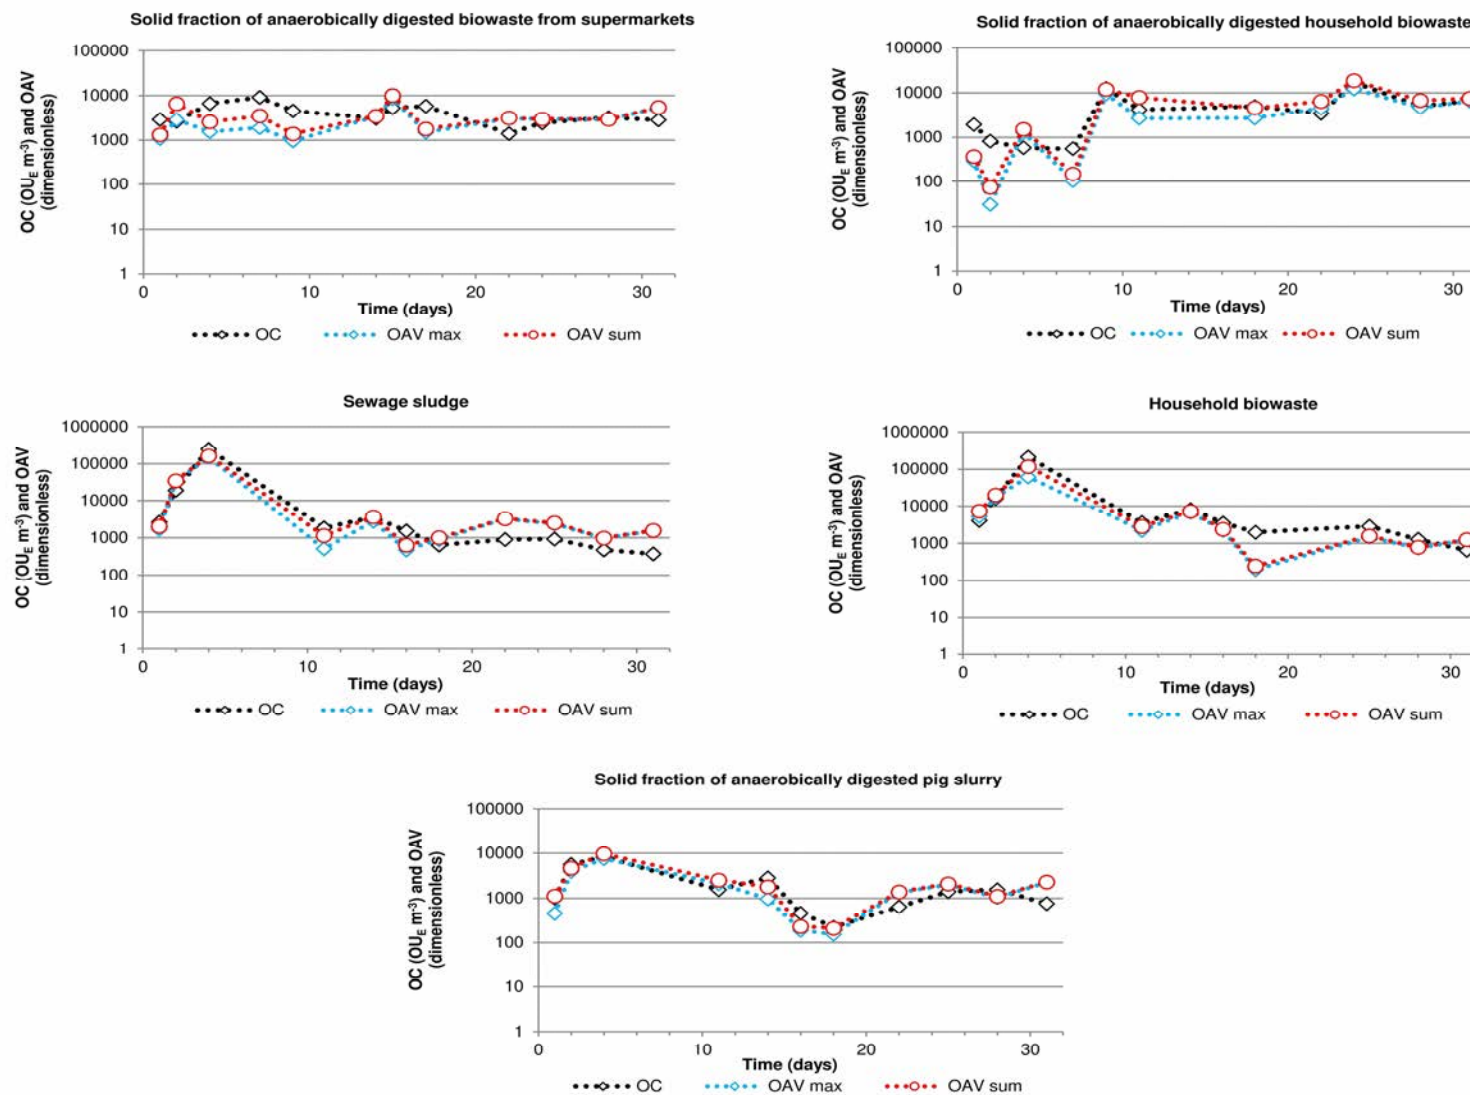 Solid fraction of anaerobically digested biowaste from supermarkets
OC (OU_E m⁻³) and OAV
(dimensionless)
100000
10000
1000
100
10
1
0 10 20 30
Time (days)
OC OAV max OAV sum
Solid fraction of anaerobically digested household biowaste
OC (OU_E m⁻³) and OAV
(dimensionless)
100000
10000
1000
100
10
1
0 10 20 30
Time (days)
OC OAV max OAV sum
Sewage sludge
OC (OU_E m⁻³) and OAV
(dimensionless)
1000000
100000
10000
1000
100
10
1
0 10 20 30
Time (days)
OC OAV max OAV sum
Household biowaste
OC (OU_E m⁻³) and OAV
(dimensionless)
1000000
100000
10000
1000
100
10
1
0 10 20 30
Time (days)
OC OAV max OAV sum
Solid fraction of anaerobically digested pig slurry
OC (OU_E m⁻³) and OAV
(dimensionless)
100000
10000
1000
100
10
1
0 10 20 30
Time (days)
OC OAV max OAV sum